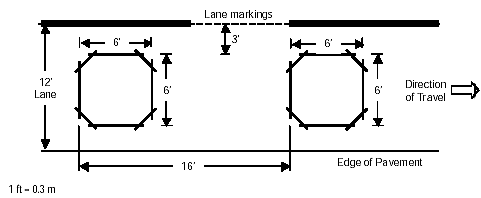 Lane markings
6'
3'
6'
12'
Lane
6'
6'
Direction
of Travel
16'
Edge of Pavement
1 ft = 0.3 m